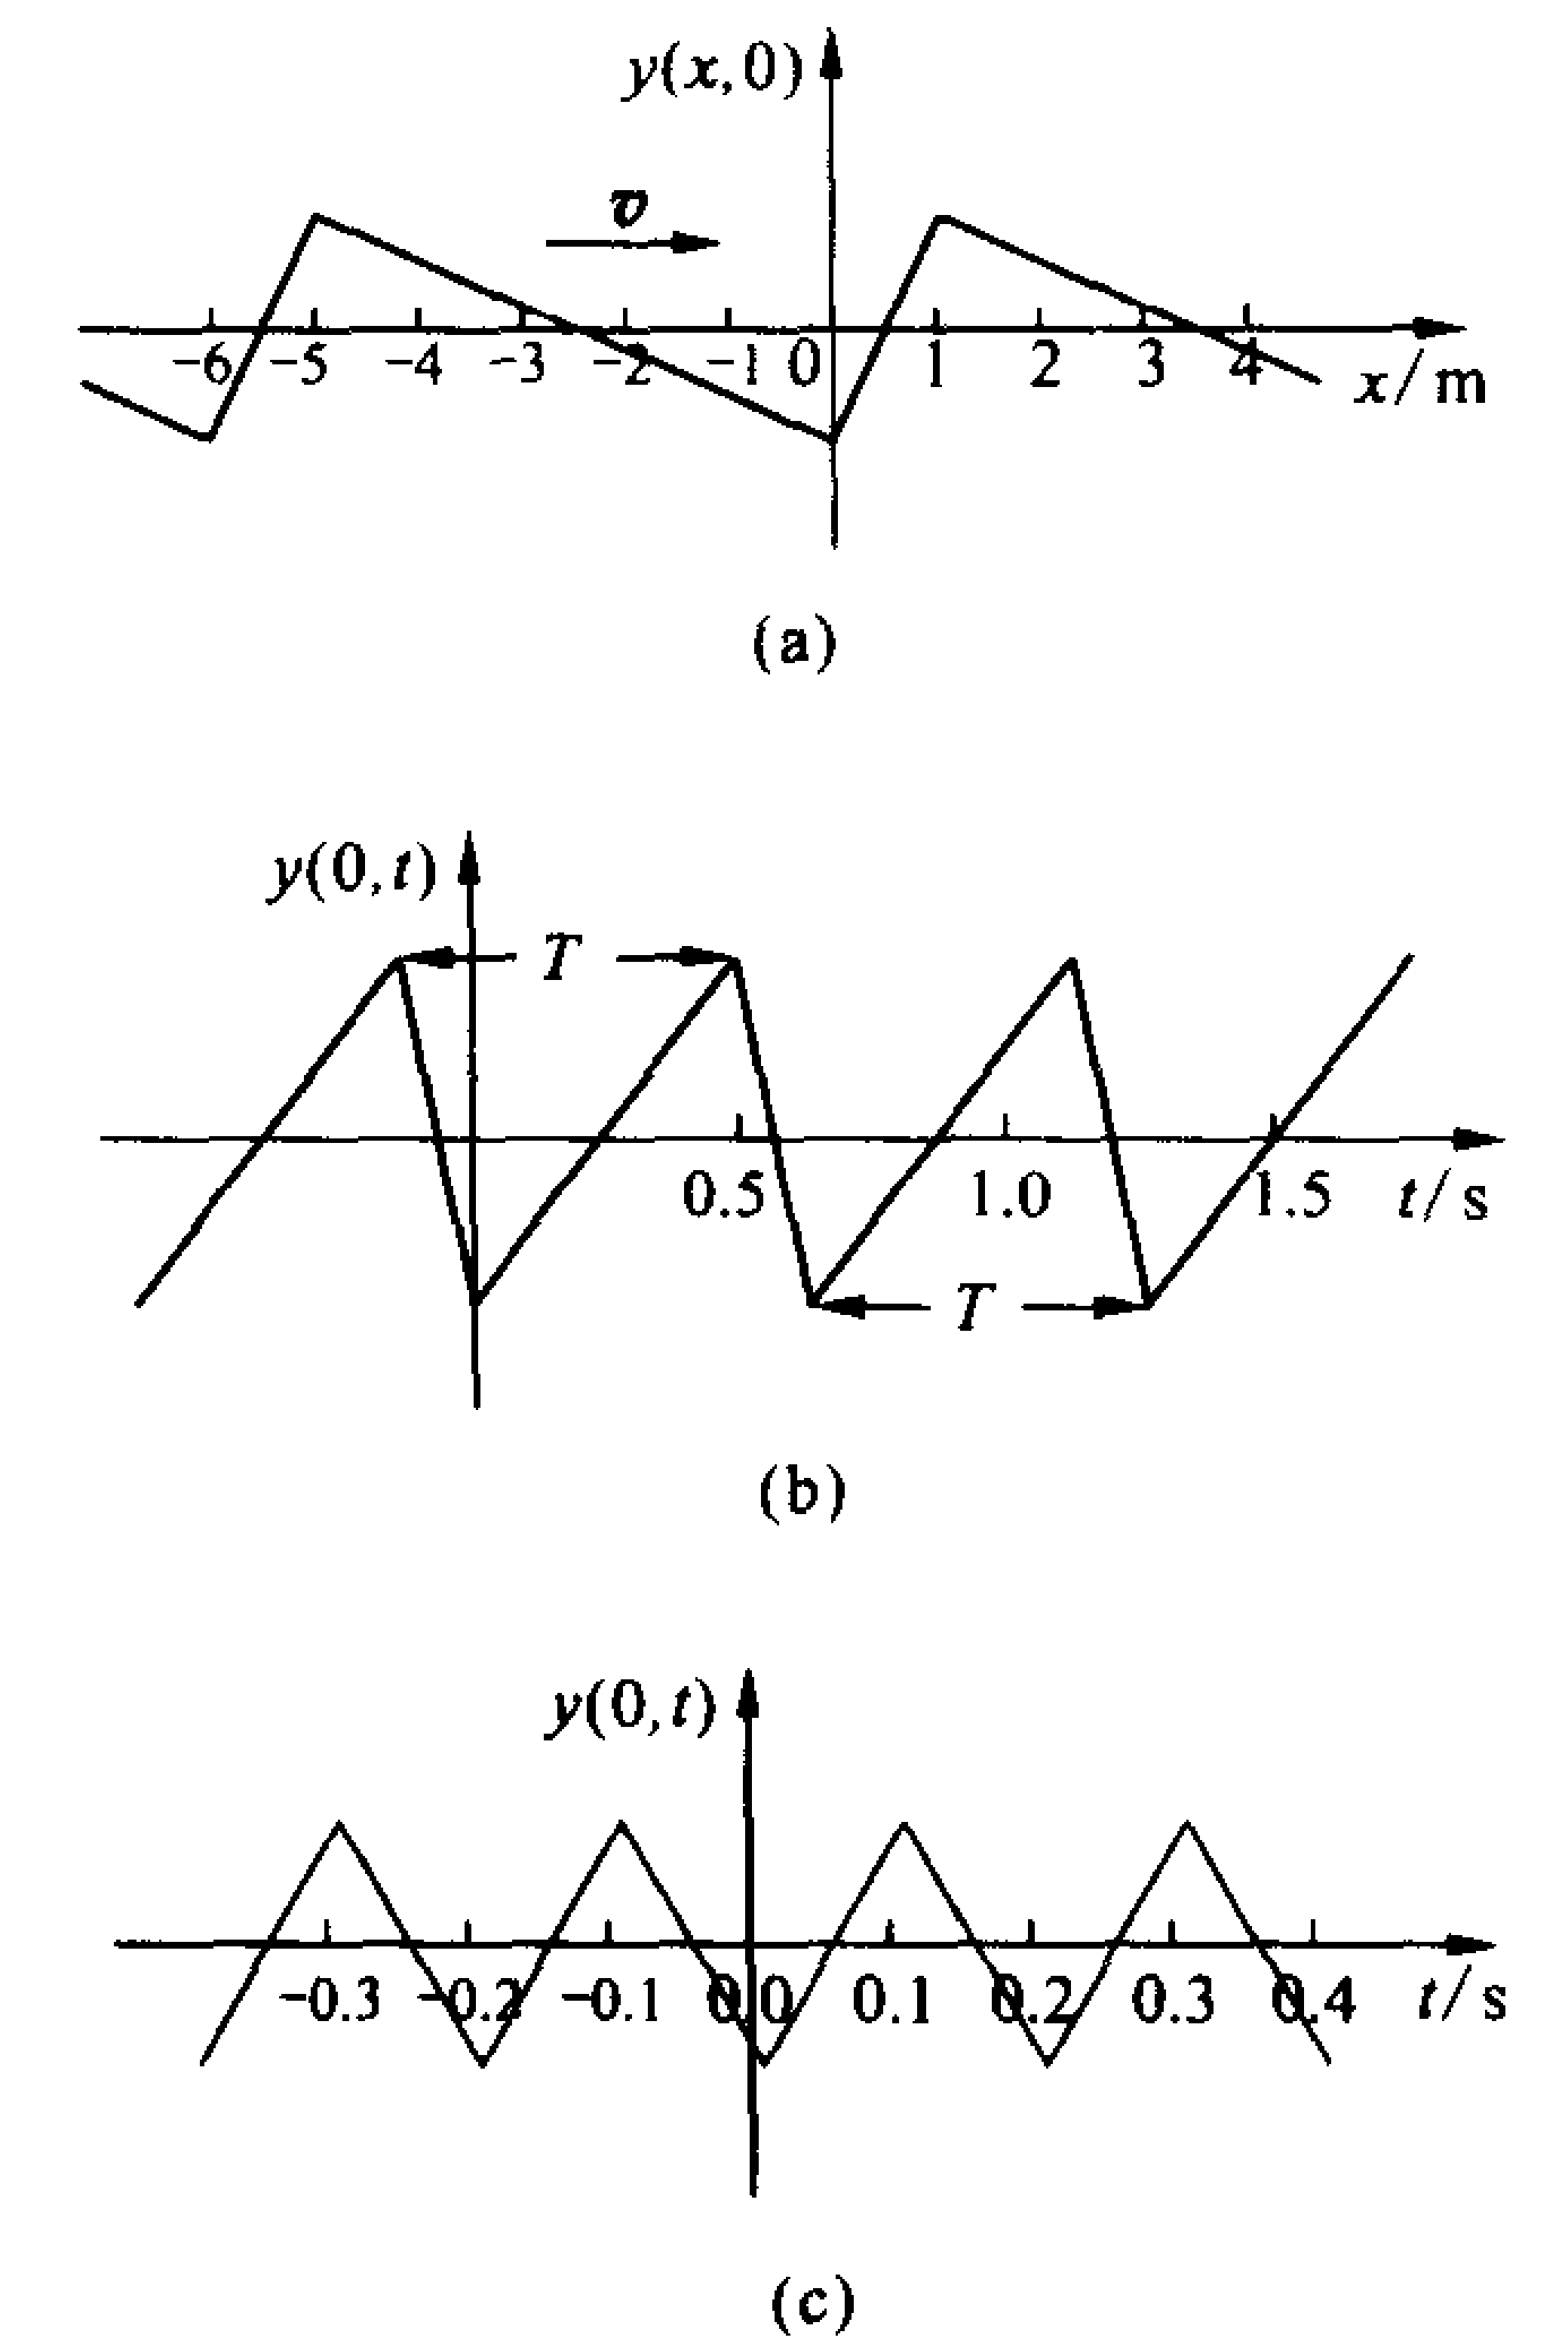 y(x,0)
v
−6 −5 −4 −3 −2 −1 0 1 2 3 4 x/m
(a)
y(0,t)
T
0.5 1.0 1.5 t/s
T
(b)
y(0,t)
−0.3 −0.2 −0.1 0.0 0.1 0.2 0.3 0.4 t/s
(c)